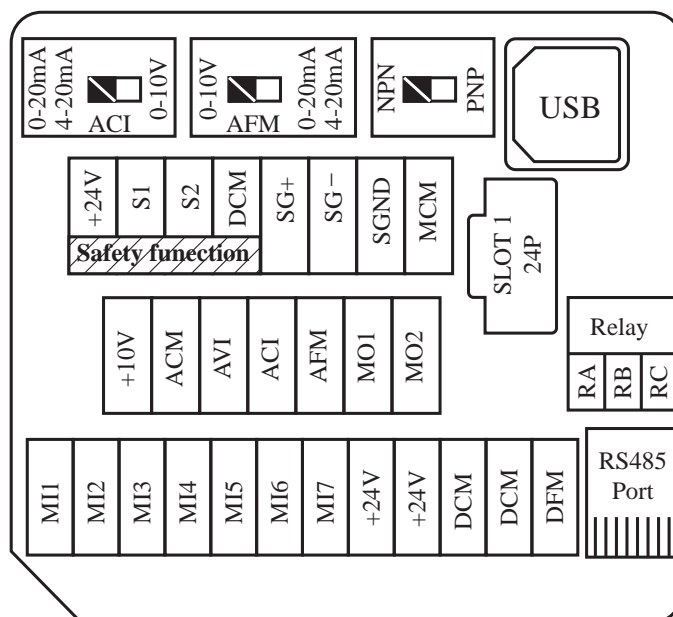 0-20mA
4-20mA
ACI
0-10V
0-10V
AFM
0-20mA
4-20mA
NPN
PNP
USB
+24V
S1
S2
DCM
SG+
SG−
SGND
MCM
Safety funection
SLOT 1
24P
+10V
ACM
AVI
ACI
AFM
MO1
MO2
Relay
RA
RB
RC
MI1
MI2
MI3
MI4
MI5
MI6
MI7
+24V
+24V
DCM
DCM
DFM
RS485
Port